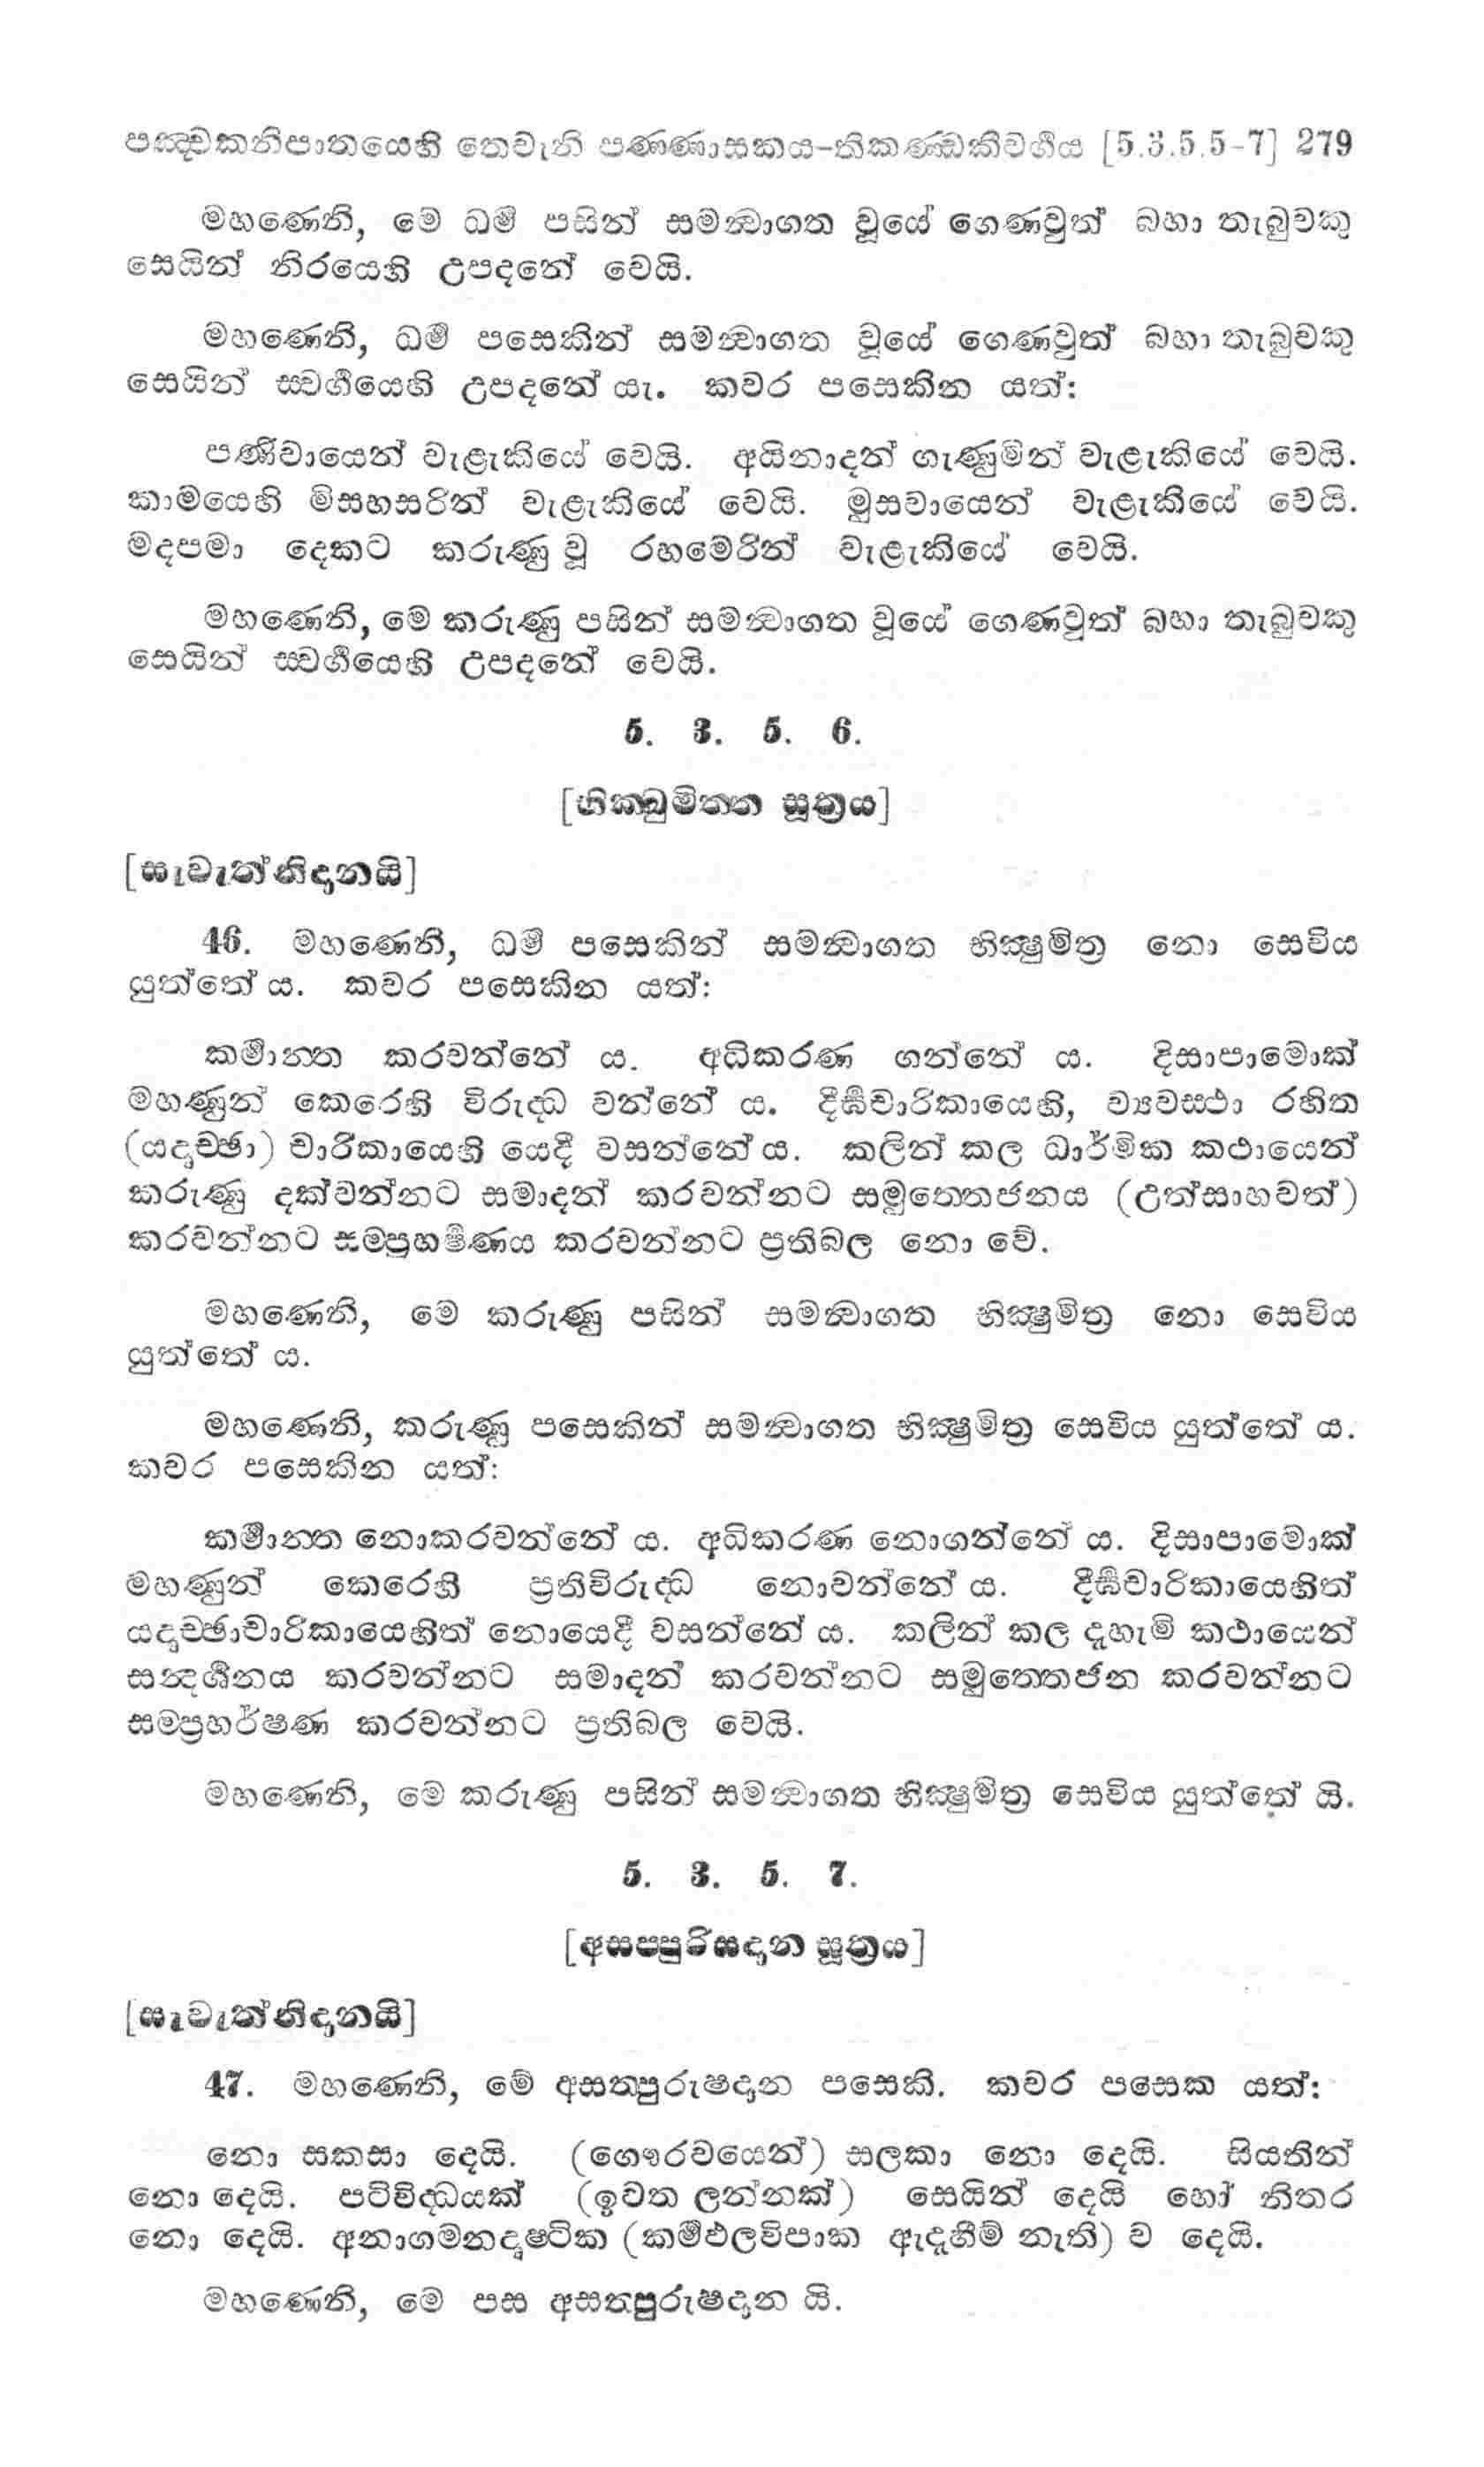 පඤ්චකනිපාතයෙහි තෙවැනි පණ්ණාසකය-තිකණ්ඩකීවර්‍ගය [5.3.5.5-7] 279
මහණෙනි, මේ ධර්‍ම පසින් සමන්‍වාගත වූයේ ගෙණවුත් බහා තැබුවකු
සෙයින් නිරයෙහි උපදනේ වෙයි.
මහණෙනි, ධර්‍ම පසෙකින් සමන්‍වාගත වූයේ ගෙණවුත් බහා තැබුවකු
සෙයින් ස්වර්‍ගයෙහි උපදනේ යැ. කවර පසෙකින යත්:
පණිවායෙන් වැළැකියේ වෙයි. අයිනාදන් ගැණුමින් වැළැකියේ වෙයි.
කාමයෙහි මිසහසරින් වැළැකියේ වෙයි. මුසවායෙන් වැළැකියේ වෙයි.
මදපමා දෙකට කරුණු වූ රහමෙරින් වැළැකියේ වෙයි.
මහණෙනි, මේ කරුණු පසින් සමන්‍වාගත වූයේ ගෙණවුත් බහා තැබුවකු
සෙයින් ස්වර්‍ගයෙහි උපදනේ වෙයි.
5. 3. 5. 6.
[භික්ඛුමිත්ත සූත්‍රය]
[සැවැත්නිදානයි]
46. මහණෙනි, ධර්‍ම පසෙකින් සමන්‍වාගත භික්‍ෂුමිත්‍ර නො සෙවිය
යුත්තේ ය. කවර පසෙකින යත්:
කර්‍මාන්ත කරවන්නේ ය. අධිකරණ ගන්නේ ය. දිසාපාමොක්
මහණුන් කෙරෙහි විරුද්ධ වන්නේ ය. දීර්‍ඝචාරිකායෙහි, ව්‍යවස්ථා රහිත
(යදෘච්ඡා) චාරිකායෙහි යෙදී වසන්නේ ය. කලින් කල ධාර්මික කථායෙන්
කරුණු දක්වන්නට සමාදන් කරවන්නට සමුත්තෙජනය (උත්සාහවත්)
කරවන්නට සම්ප්‍රහර්‍ෂණය කරවන්නට ප්‍රතිබල නො වේ.
මහණෙනි, මේ කරුණු පසින් සමන්‍වාගත භික්‍ෂුමිත්‍ර නො සෙවිය
යුත්තේ ය.
මහණෙනි, කරුණු පසෙකින් සමන්‍වාගත භික්‍ෂුමිත්‍ර සෙවිය යුත්තේ ය.
කවර පසෙකින යත්:
කර්‍මාන්ත නොකරවන්නේ ය. අධිකරණ නොගන්නේ ය. දිසාපාමොක්
මහණුන් කෙරෙහි ප්‍රතිවිරුද්ධ නොවන්නේ ය. දීර්‍ඝචාරිකායෙහිත්
යදෘච්ඡාචාරිකායෙහිත් නොයෙදී වසන්නේ ය. කලින් කල දැහැමි කථායෙන්
සන්දර්‍ශනය කරවන්නට සමාදන් කරවන්නට සමුත්තෙජන කරවන්නට
සම්ප්‍රහර්ෂණ කරවන්නට ප්‍රතිබල වෙයි.
මහණෙනි, මේ කරුණු පසින් සමන්‍වාගත භික්‍ෂුමිත්‍ර සෙවිය යුත්තේ යි.
5. 3. 5. 7.
[අසප්පුරිසදාන සූත්‍රය]
[සැවැත්නිදානයි]
47. මහණෙනි, මේ අසත්පුරුෂදාන පසෙකි. කවර පසෙක යත්:
නො සකසා දෙයි. (ගෞරවයෙන්) සලකා නො දෙයි. සියතින්
නො දෙයි. පටිවිද්ධයක් (ඉවත ලන්නක්) සෙයින් දෙයි හෝ නිතර
නො දෙයි. අනාගමනදෘෂ්ටික (කර්‍මඵලවිපාක ඇදැහීම් නැති) ව දෙයි.
මහණෙනි, මේ පස අසත්පුරුෂදාන යි.